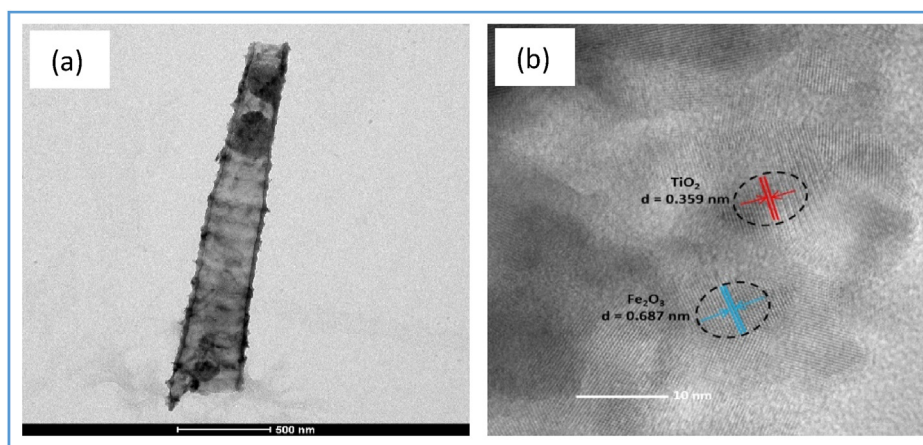 (a)
500 nm
(b)
TiO₂
d = 0.359 nm
Fe₂O₃
d = 0.687 nm
10 nm